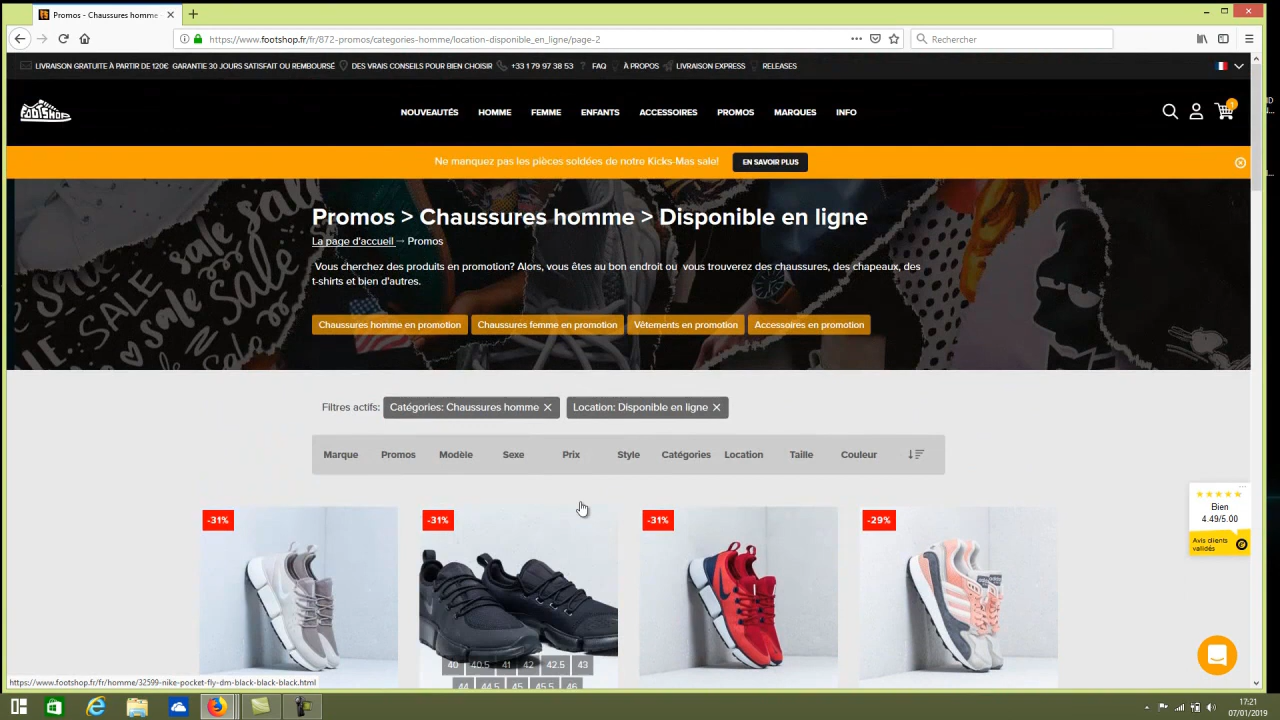 Promos - Chaussures homme
https://www.footshop.fr/fr/872-promos/categories-homme/location-disponible_en_ligne/page-2
Rechercher
LIVRAISON GRATUITE À PARTIR DE 120€ GARANTIE 30 JOURS SATISFAIT OU REMBOURSÉ DES VRAIS CONSEILS POUR BIEN CHOISIR +33 1 79 97 38 53 FAQ À PROPOS LIVRAISON EXPRESS RELEASES
FOOTSHOP
NOUVEAUTÉS HOMME FEMME ENFANTS ACCESSOIRES PROMOS MARQUES INFO
1
Ne manquez pas les pièces soldées de notre Kicks-Mas sale! EN SAVOIR PLUS
Promos > Chaussures homme > Disponible en ligne
La page d'accueil → Promos
Vous cherchez des produits en promotion? Alors, vous êtes au bon endroit ou vous trouverez des chaussures, des chapeaux, des
t-shirts et bien d'autres.
Chaussures homme en promotion Chaussures femme en promotion Vêtements en promotion Accessoires en promotion
Filtres actifs: Catégories: Chaussures homme × Location: Disponible en ligne ×
Marque Promos Modèle Sexe Prix Style Catégories Location Taille Couleur
-31% -31% -31% -29%
Bien
4.49/5.00
Avis clients
validés
40 40.5 41 42 42.5 43
44 44.5 45 45.5 46
https://www.footshop.fr/fr/homme/32599-nike-pocket-fly-dm-black-black-black.html
17:21
07/01/2019